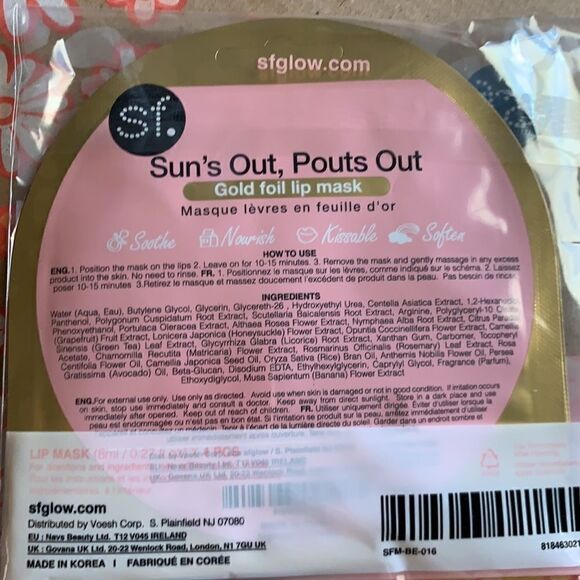 sfglow.com
sf.
Sun's Out, Pouts Out
Gold foil lip mask
Masque lèvres en feuille d'or
Soothe Nourish Kissable Soften
HOW TO USE
ENG. 1. Position the mask on the lips 2. Leave on for 10-15 minutes. 3. Remove the mask and gently massage in any excess
product into the skin. No need to rinse. FR. 1. Positionnez le masque sur les lèvres, comme indiqué sur le schéma. 2. Laissez
poser 10-15 minutes 3.Retirez le masque et massez doucement l'excédent de produit dans la peau. Pas besoin de rincer
INGREDIENTS
Water (Aqua, Eau), Butylene Glycol, Glycerin, Glycereth-26 , Hydroxyethyl Urea, Centella Asiatica Extract, 1,2-Hexanediol,
Panthenol, Polygonum Cuspidatum Root Extract, Scutellaria Baicalensis Root Extract, Arginine, Polyglyceryl-10
Phenoxyethanol, Portulaca Oleracea Extract, Althaea Rosea Flower Extract, Nymphaea Alba Root Extract, Citrus
(Grapefruit) Fruit Extract, Lonicera Japonica (Honeysuckle) Flower Extract, Opuntia Coccinellifera Flower Extract, Camellia
Sinensis (Green Tea) Leaf Extract, Glycyrrhiza Glabra (Licorice) Root Extract, Xanthan Gum, Carbomer, Tocopheryl
Acetate, Chamomilla Recutita (Matricaria) Flower Extract, Rosmarinus Officinalis (Rosemary) Leaf Extract, Rosa
Centifolia Flower Oil, Camellia Japonica Seed Oil, Oryza Sativa (Rice) Bran Oil, Anthemis Nobilis Flower Oil, Persea
Gratissima (Avocado) Oil, Beta-Glucan, Disodium EDTA, Ethylhexylglycerin, Caprylyl Glycol, Fragrance (Parfum),
Ethoxydiglycol, Musa Sapientum (Banana) Flower Extract
ENG.For external use only. Use only as directed. Avoid use when skin is damaged or not in good condition. If irritation occurs
on skin, stop use immediately and consult a doctor. Keep away from direct sunlight. Store in a dark place and use
immediately after opened. Keep out of reach of children. FR. Utiliser uniquement dirigée. Éviter d'utiliser lorsque la
peau est endommagée ou n'est pas en bon état. Si l'irritation se produit sur la peau, arrêtez immédiatement d'utiliser
LIP MASK (8ml / 0.27
sfglow.com
Distributed by Voesh Corp. S. Plainfield NJ 07080
EU : Navs Beauty Ltd. T12 V045 IRELAND
UK : Govana UK Ltd. 20-22 Wenlock Road, London, N1 7GU UK
MADE IN KOREA | FABRIQUÉ EN CORÉE
SFM-BE-016
818463021